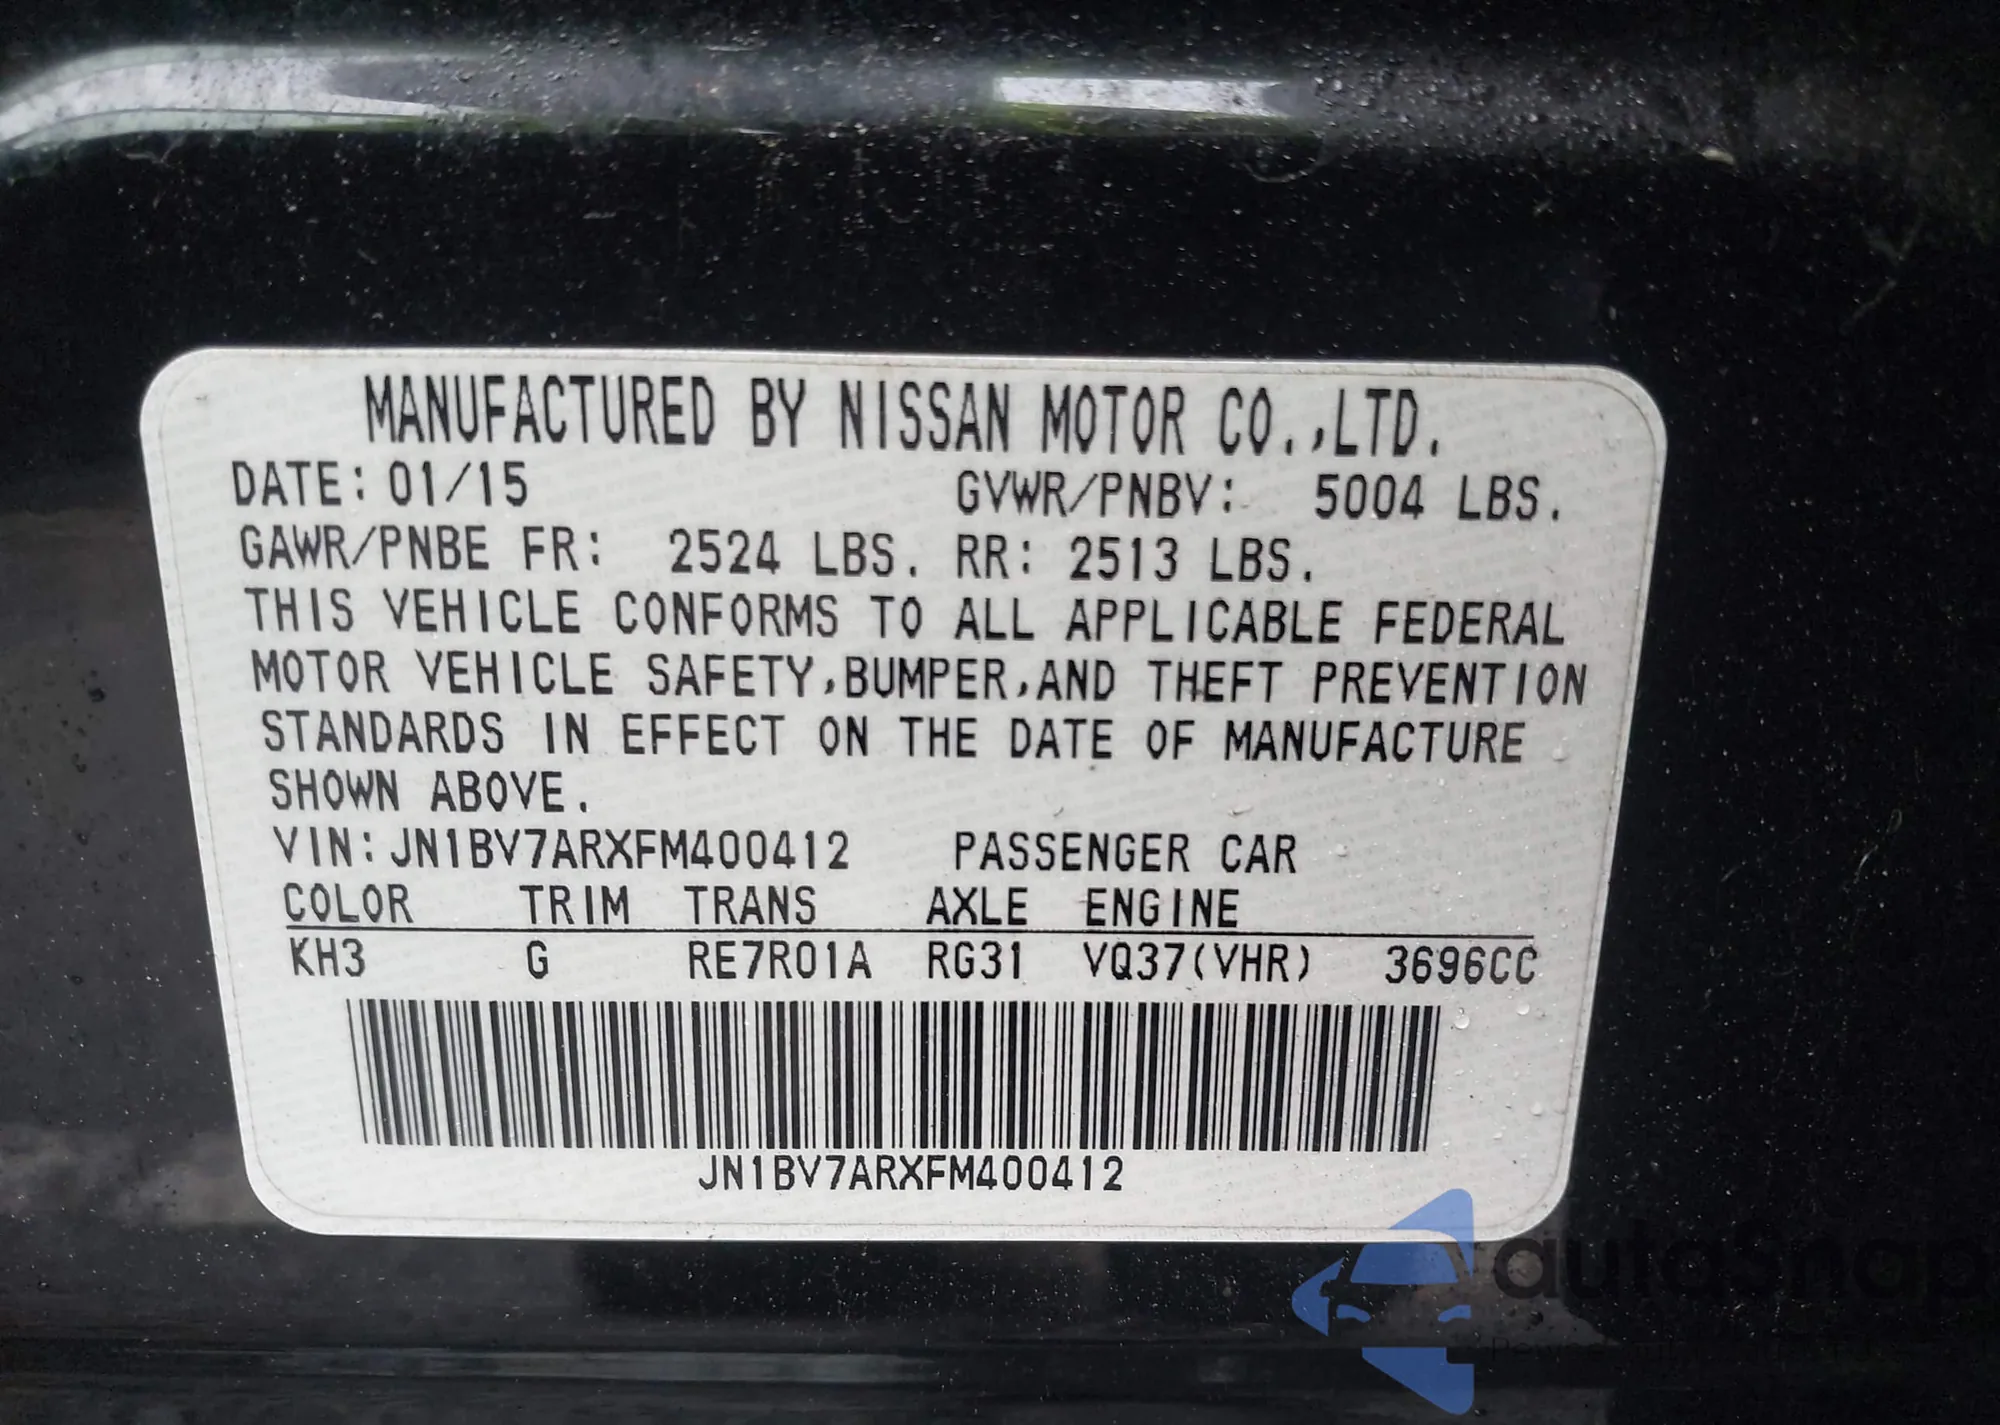 MANUFACTURED BY NISSAN MOTOR CO.,LTD.
DATE: 01/15 GVWR/PNBV: 5004 LBS.
GAWR/PNBE FR: 2524 LBS. RR: 2513 LBS.
THIS VEHICLE CONFORMS TO ALL APPLICABLE FEDERAL
MOTOR VEHICLE SAFETY,BUMPER,AND THEFT PREVENTION
STANDARDS IN EFFECT ON THE DATE OF MANUFACTURE
SHOWN ABOVE.
VIN: JN1BV7ARXFM400412 PASSENGER CAR
COLOR TRIM TRANS AXLE ENGINE
KH3 G RE7R01A RG31 VQ37(VHR) 3696CC
JN1BV7ARXFM400412
autosnap